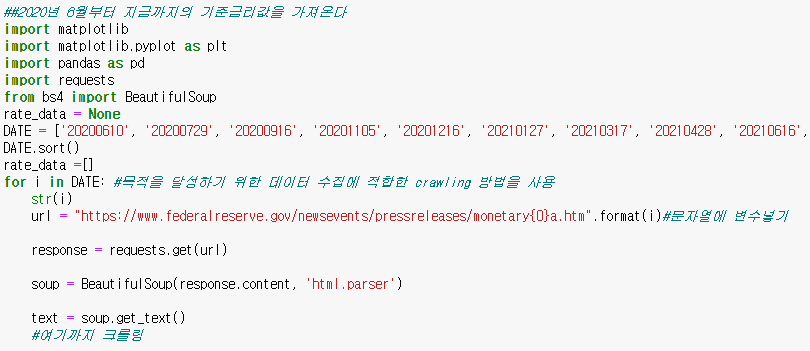 ##2020년 6월부터 지금까지의 기준금리값을 가져온다
import matplotlib
import matplotlib.pyplot as plt
import pandas as pd
import requests
from bs4 import BeautifulSoup
rate_data = None
DATE = ['20200610', '20200729', '20200916', '20201105', '20201216', '20210127', '20210317', '20210428', '20210616',
DATE.sort()
rate_data =[]
for i in DATE: #목적을 달성하기 위한 데이터 수집에 적합한 crawling 방법을 사용
    str(i)
    url = "https://www.federalreserve.gov/newsevents/pressreleases/monetary{0}a.htm".format(i)#문자열에 변수넣기
    response = requests.get(url)
    soup = BeautifulSoup(response.content, 'html.parser')
    text = soup.get_text()
    #여기까지 크롤링